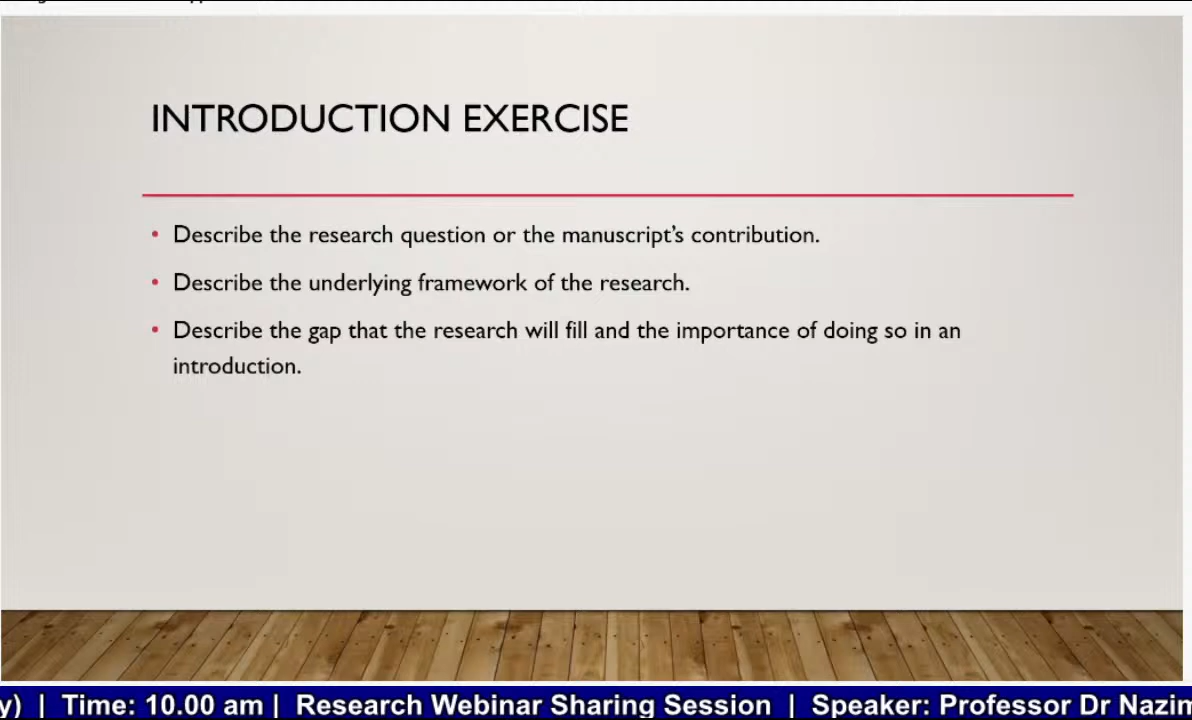 INTRODUCTION EXERCISE
• Describe the research question or the manuscript's contribution.
• Describe the underlying framework of the research.
• Describe the gap that the research will fill and the importance of doing so in an
introduction.
y) | Time: 10.00 am | Research Webinar Sharing Session | Speaker: Professor Dr Nazim